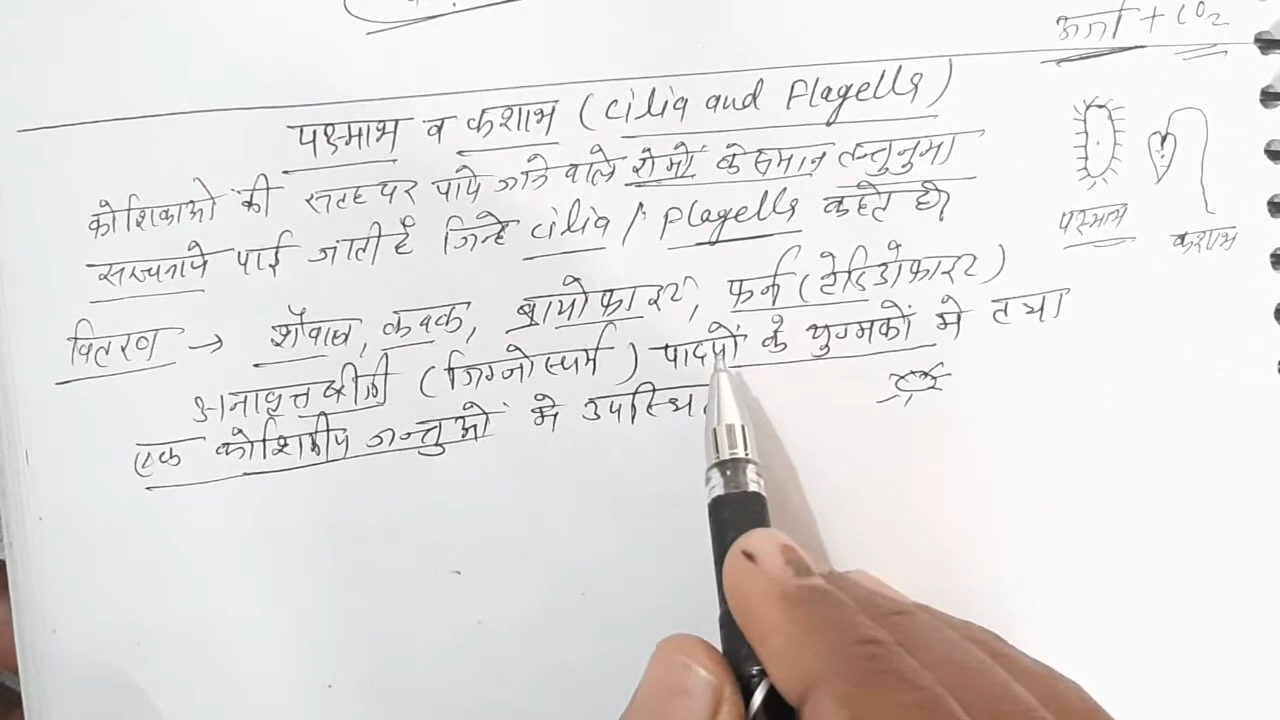 ऊर्जा + CO2
पक्ष्माभ व कशाभ (Cilia and Flagella)
कोशिकाओं की सतह पर पाये जाने वाले रोमों के समान तन्तुनुमा
सरचनाये पाई जाती हैं जिन्हे Cilia / Flagella कहते है।
वितरण → शैवाल, कवक, ब्रायोफाइट, फर्न (टेरिडोफाइट)
अनावृत्तबीजी (जिम्नोस्पर्म) पादपों के युग्मकों मे तथा
एक कोशिकीय जन्तुओं मे उपस्थित
पक्ष्माभ
कशाभ